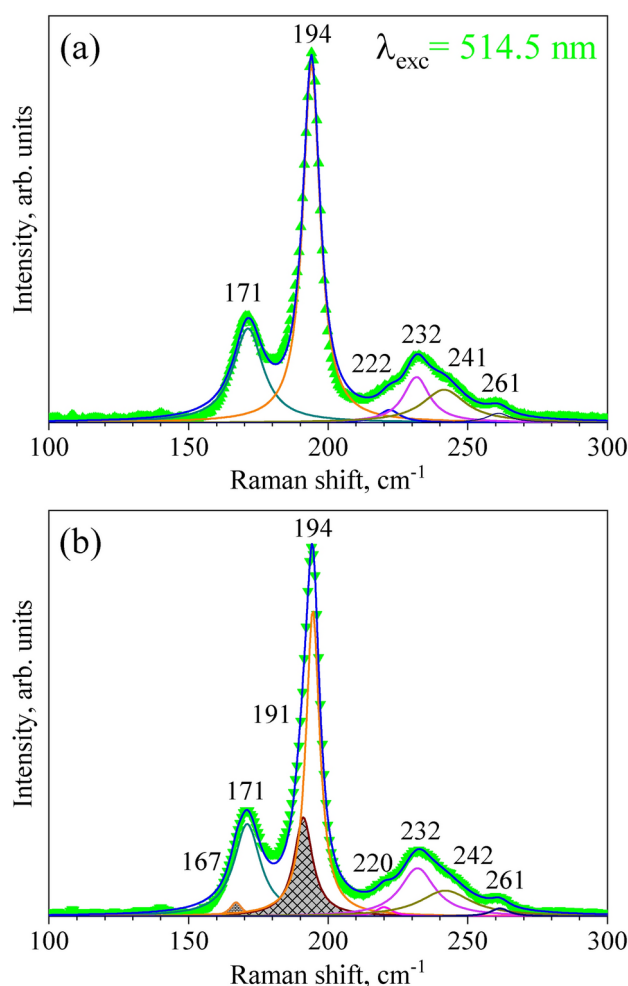 (a)
λexc= 514.5 nm
194
171
222
232
241
261
Intensity, arb. units
100 150 200 250 300
Raman shift, cm-1
(b)
194
191
171
167
220
232
242
261
Intensity, arb. units
100 150 200 250 300
Raman shift, cm-1